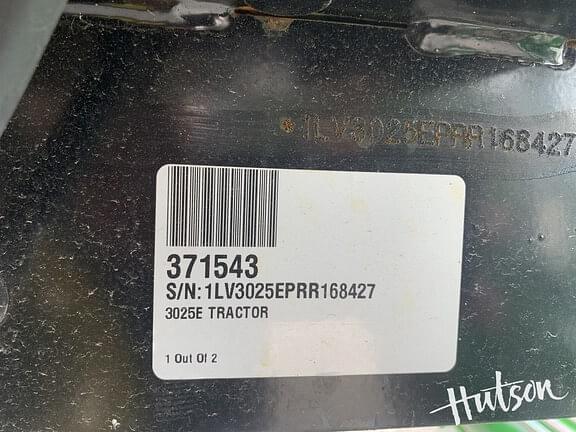 *1LV3025EPRR168427
371543
S/N:1LV3025EPRR168427
3025E TRACTOR
1 Out Of 2
Hutson